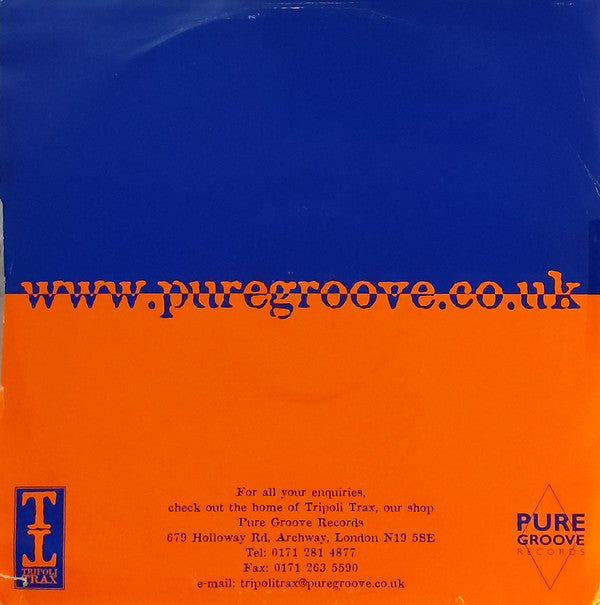 www.puregroove.co.uk
For all your enquiries,
check out the home of Tripoli Trax, our shop
Pure Groove Records
679 Holloway Rd, Archway, London N19 5SE
Tel: 0171 281 4877
Fax: 0171 263 5590
e-mail: tripolitrax@puregroove.co.uk
TT
TRIPOLI
TRAX
PURE
GROOVE
RECORDS